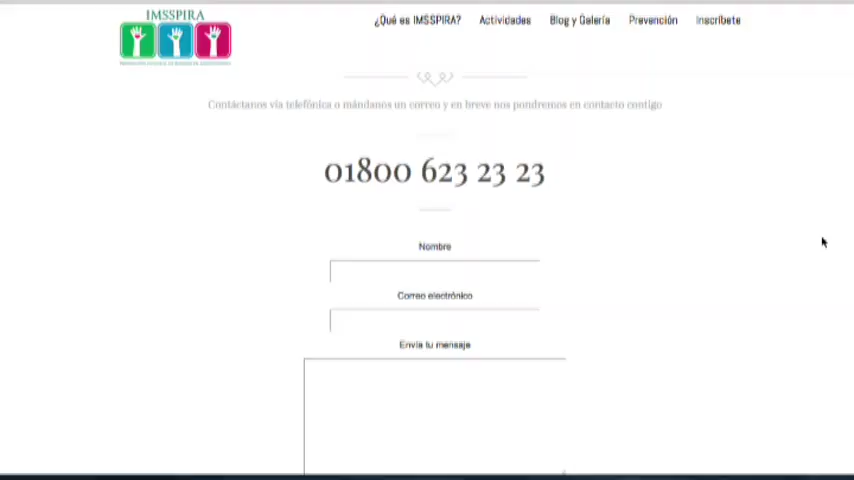 IMSSPIRA
¿Qué es IMSSPIRA? Actividades Blog y Galería Prevención Inscríbete
Contáctanos vía telefónica o mándanos un correo y en breve nos pondremos en contacto contigo
01800 623 23 23
Nombre
Correo electrónico
Envía tu mensaje